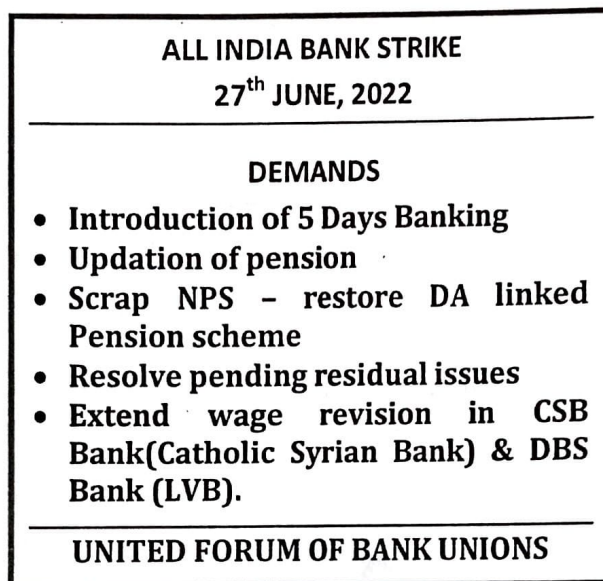 ALL INDIA BANK STRIKE
27th JUNE, 2022
DEMANDS
• Introduction of 5 Days Banking
• Updation of pension
• Scrap NPS – restore DA linked
Pension scheme
• Resolve pending residual issues
• Extend wage revision in CSB
Bank(Catholic Syrian Bank) & DBS
Bank (LVB).
UNITED FORUM OF BANK UNIONS